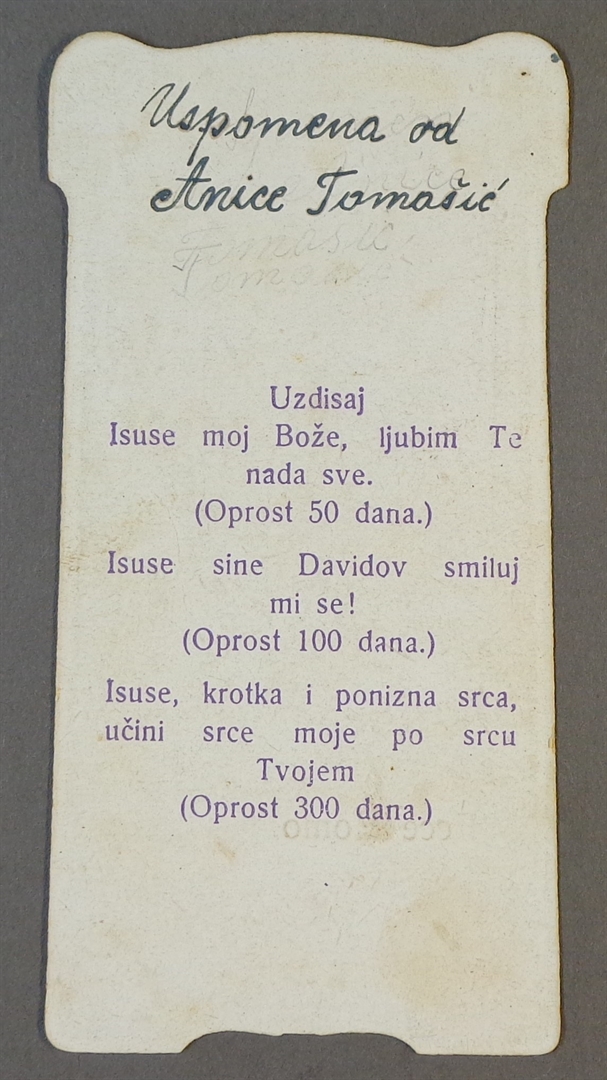 Uspomena od
Anice Tomašić
Tomašić
Uzdisaj
Isuse moj Bože, ljubim Te
nada sve.
(Oprost 50 dana.)
Isuse sine Davidov smiluj
mi se!
(Oprost 100 dana.)
Isuse, krotka i ponizna srca,
učini srce moje po srcu
Tvojem
(Oprost 300 dana.)